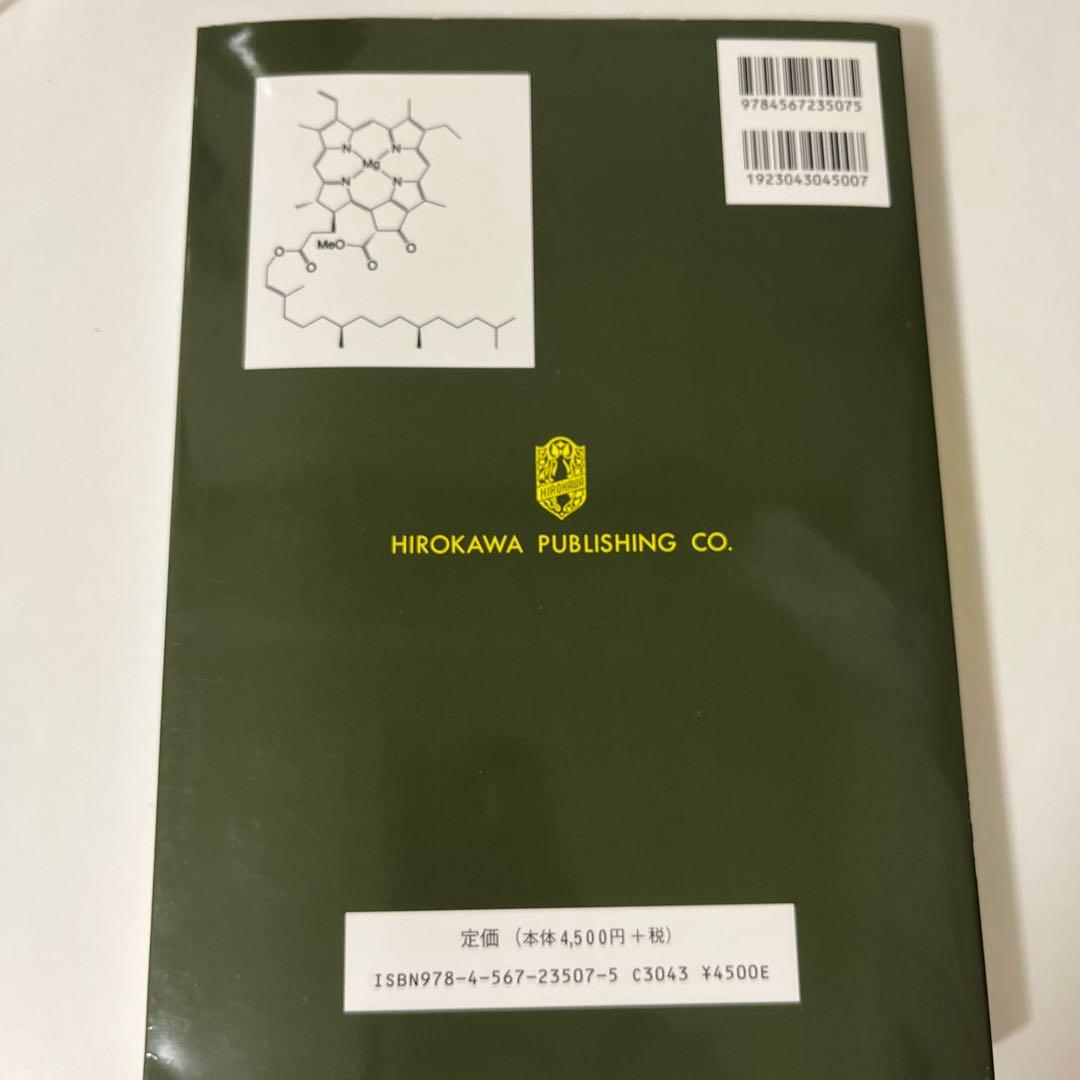 9784567235075
1923043045007
N
N
Mg
N
N
MeO
O
O
O
O
HIROKAWA
HIROKAWA PUBLISHING CO.
定価 (本体4,500円+税)
ISBN978-4-567-23507-5 C3043 ¥4500E